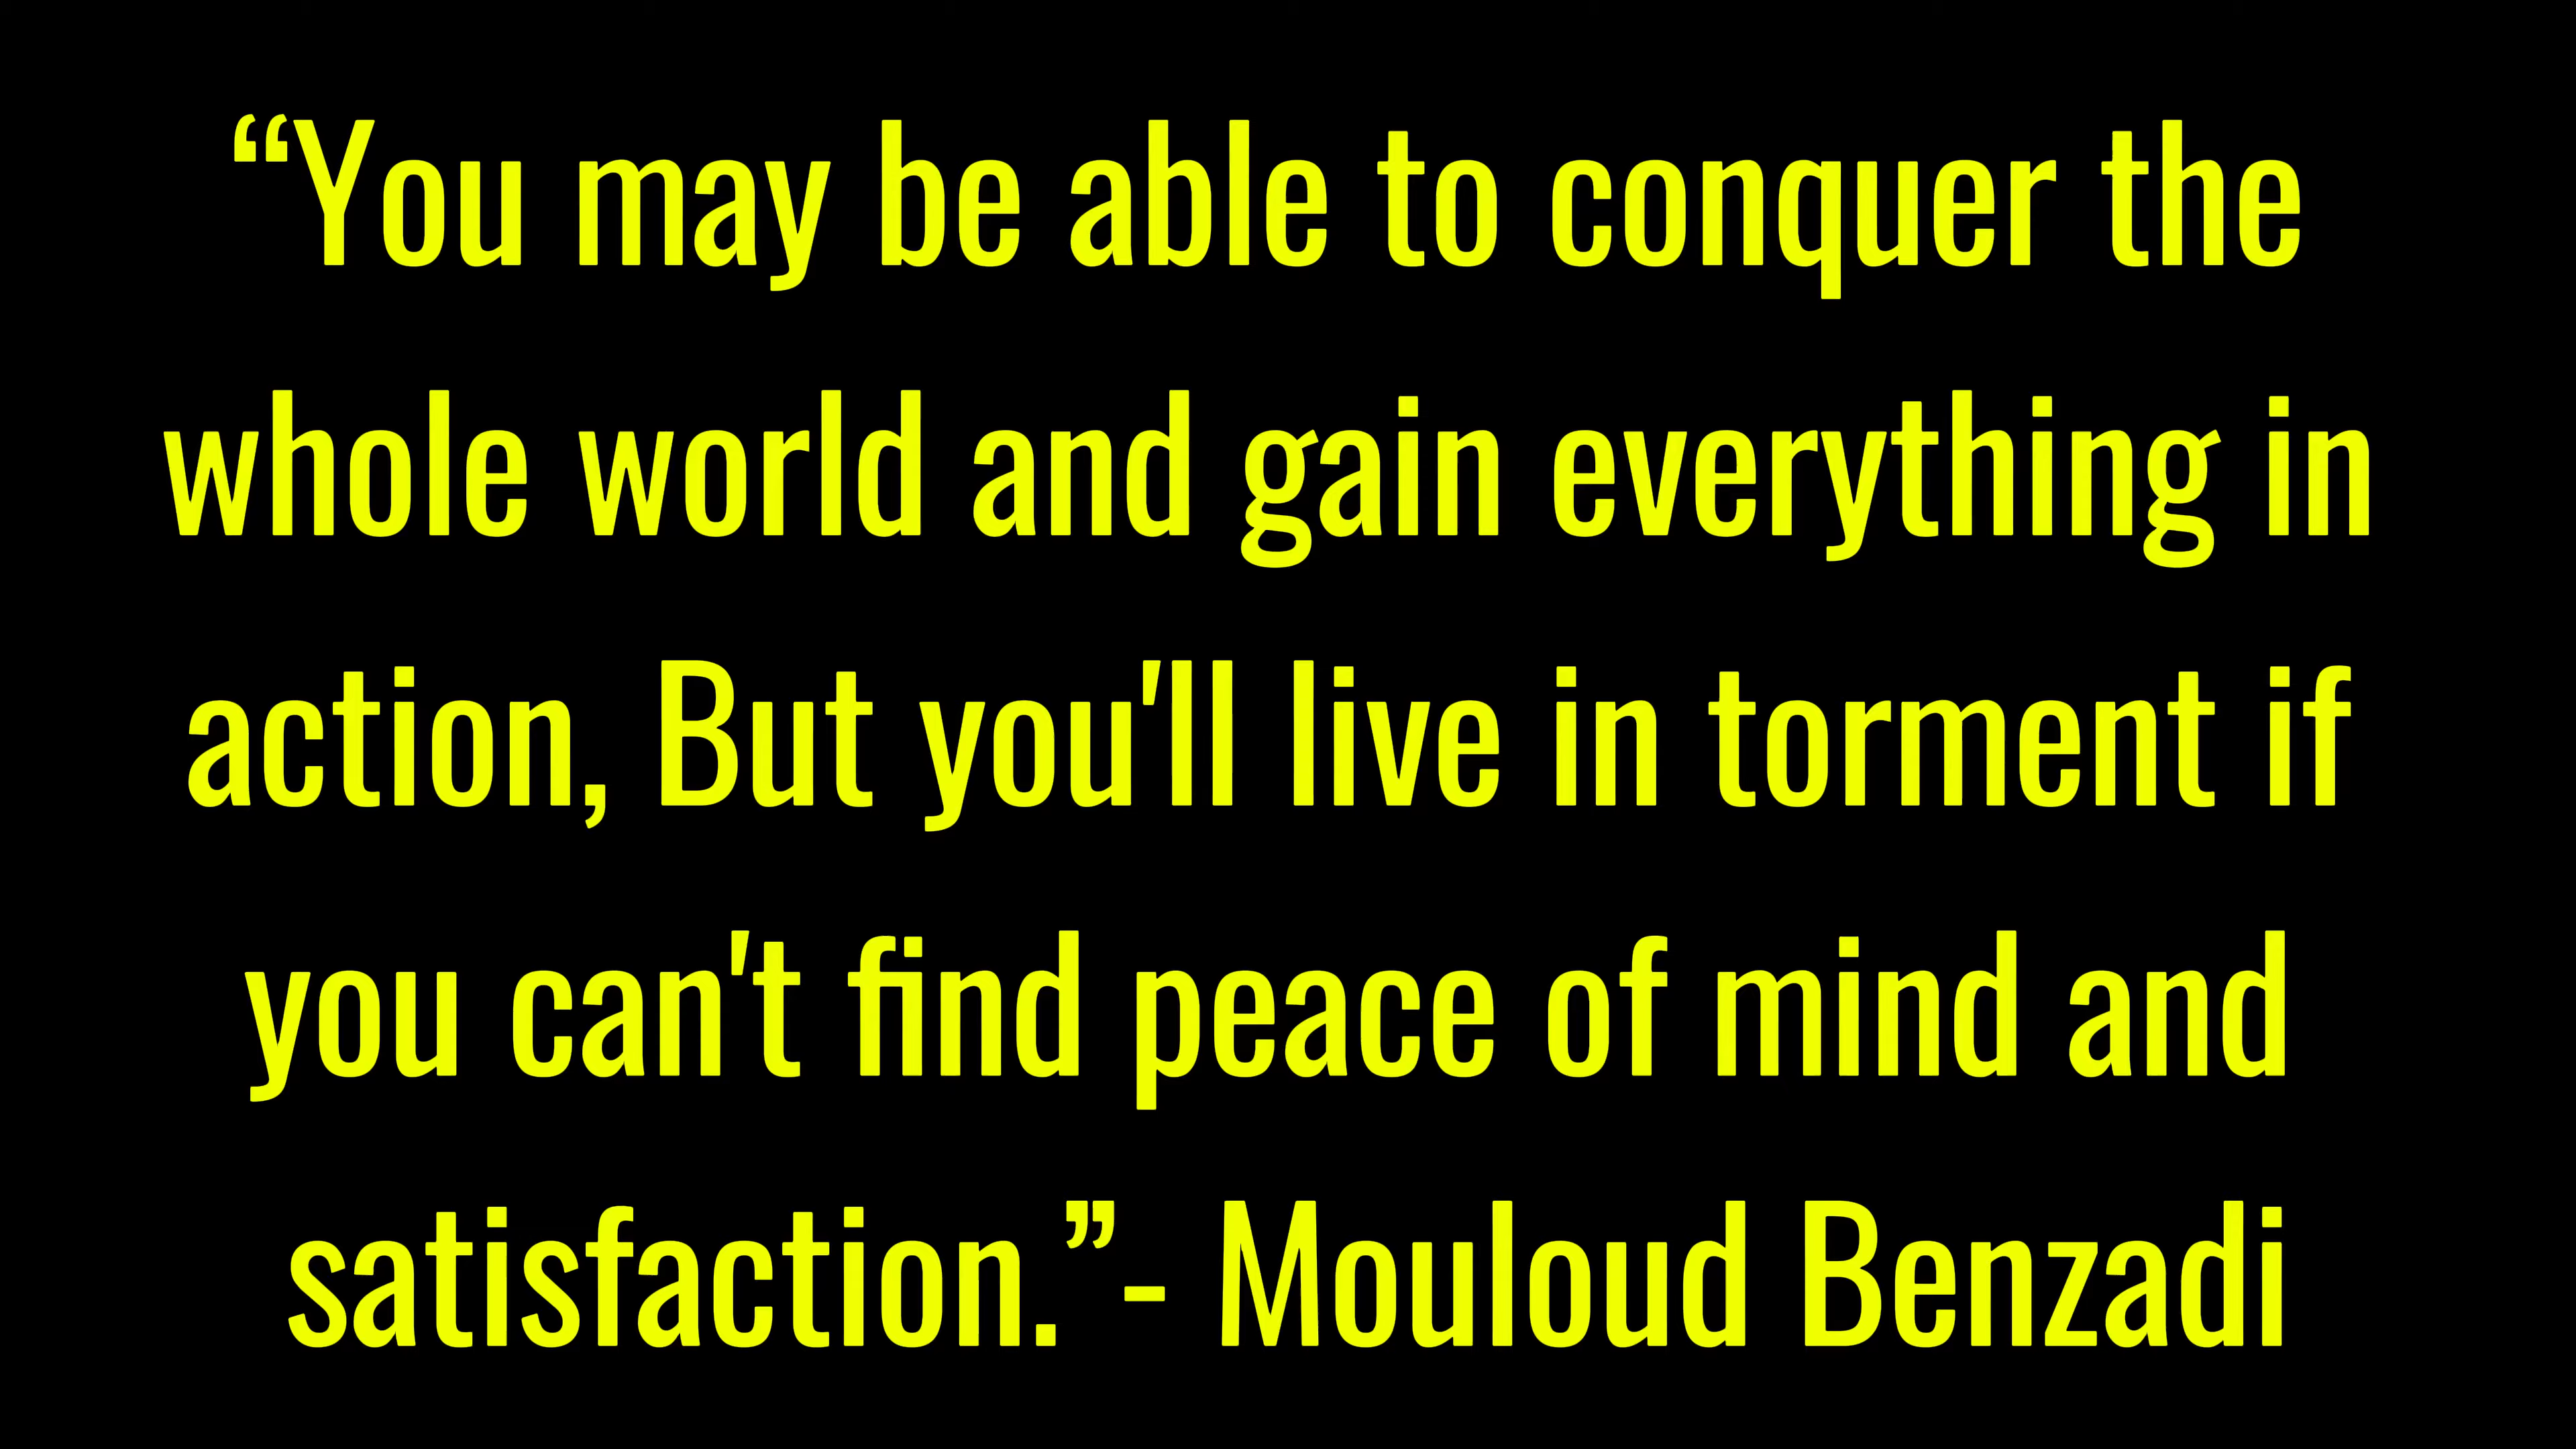 “You may be able to conquer the
whole world and gain everything in
action, But you'll live in torment if
you can't find peace of mind and
satisfaction.”- Mouloud Benzadi